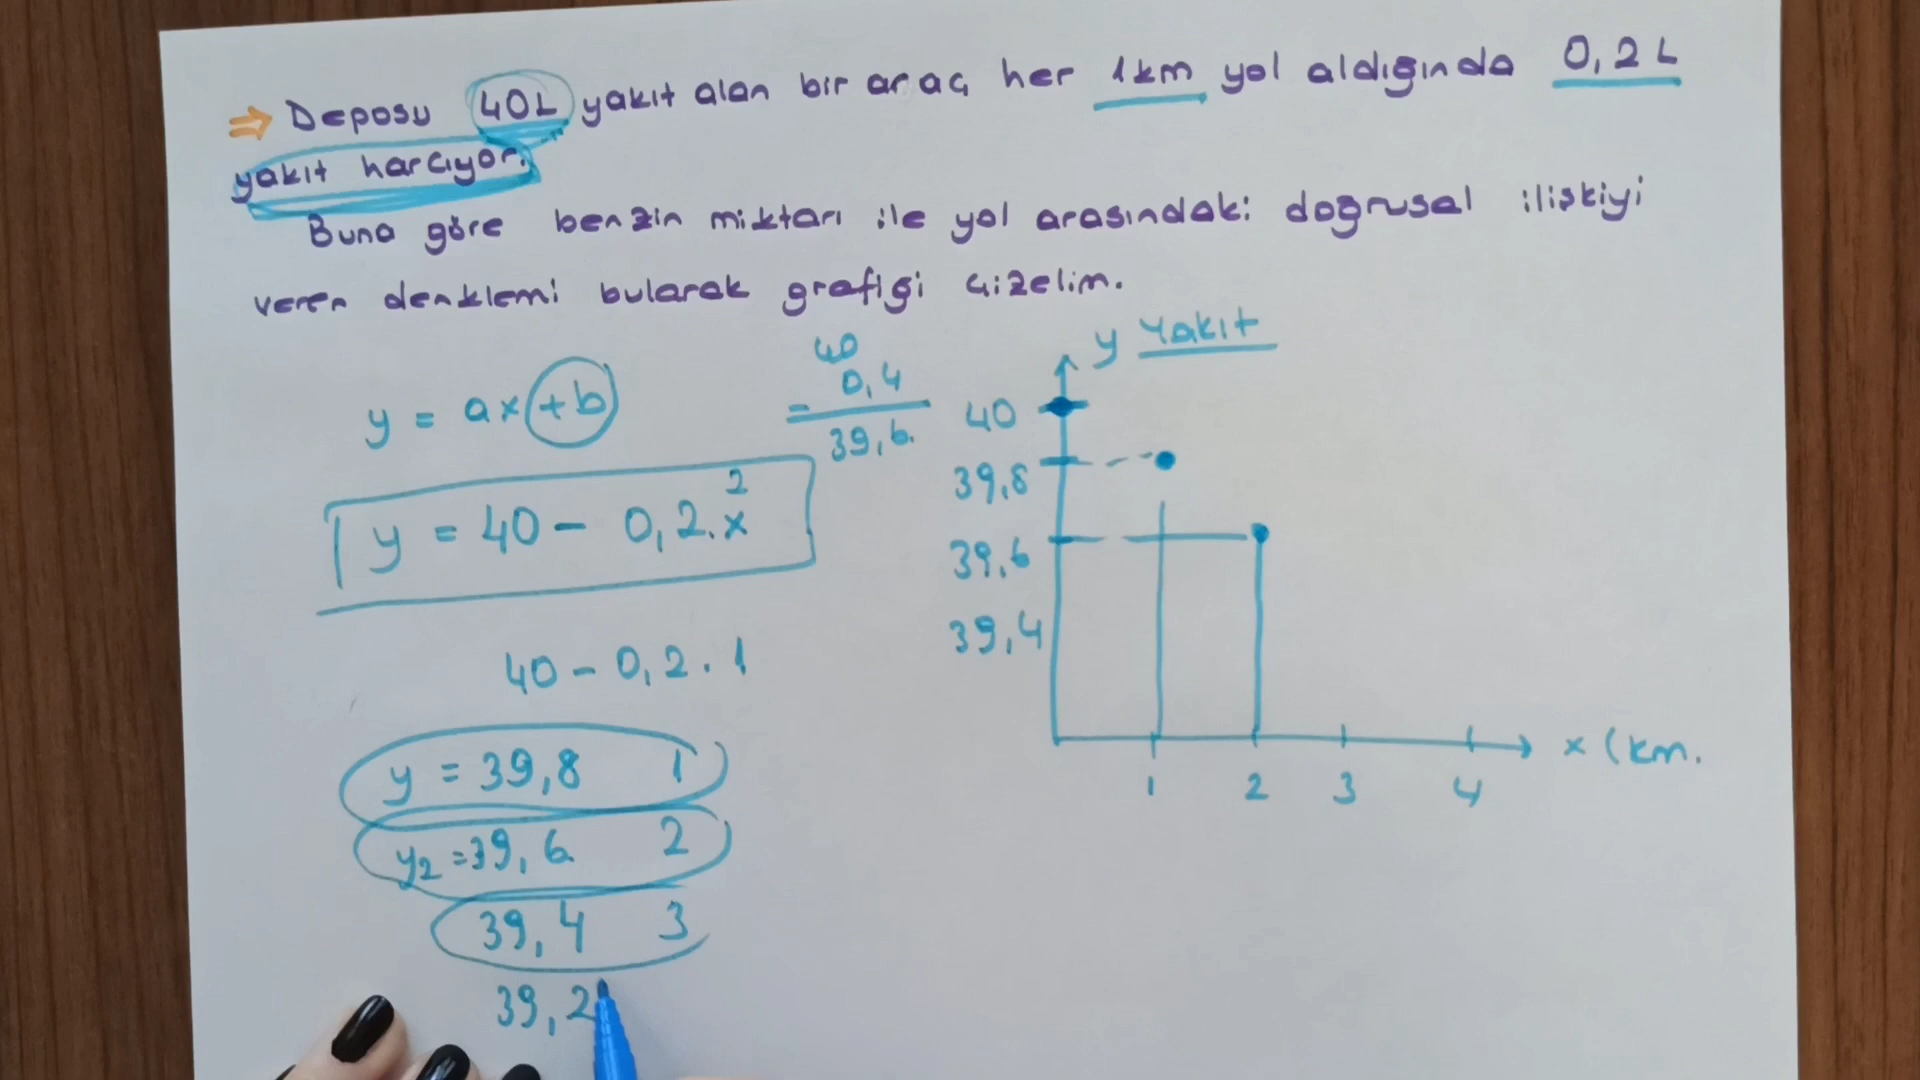 ⇒ Deposu 40L yakıt alan bir araç her 1km yol aldığında 0,2 L
yakıt harcıyor.
Buna göre benzin miktarı ile yol arasındaki doğrusal ilişkiyi
veren denklemi bularak grafiği çizelim.
y = ax + b
40
- 0,4
39,6.
y = 40 - 0,2.x
2
40 - 0,2.1
y = 39,8 1
y2 = 39,6 2
39,4 3
39,2
y Yakıt
40
39,8
39,6
39,4
1 2 3 4
x (km.